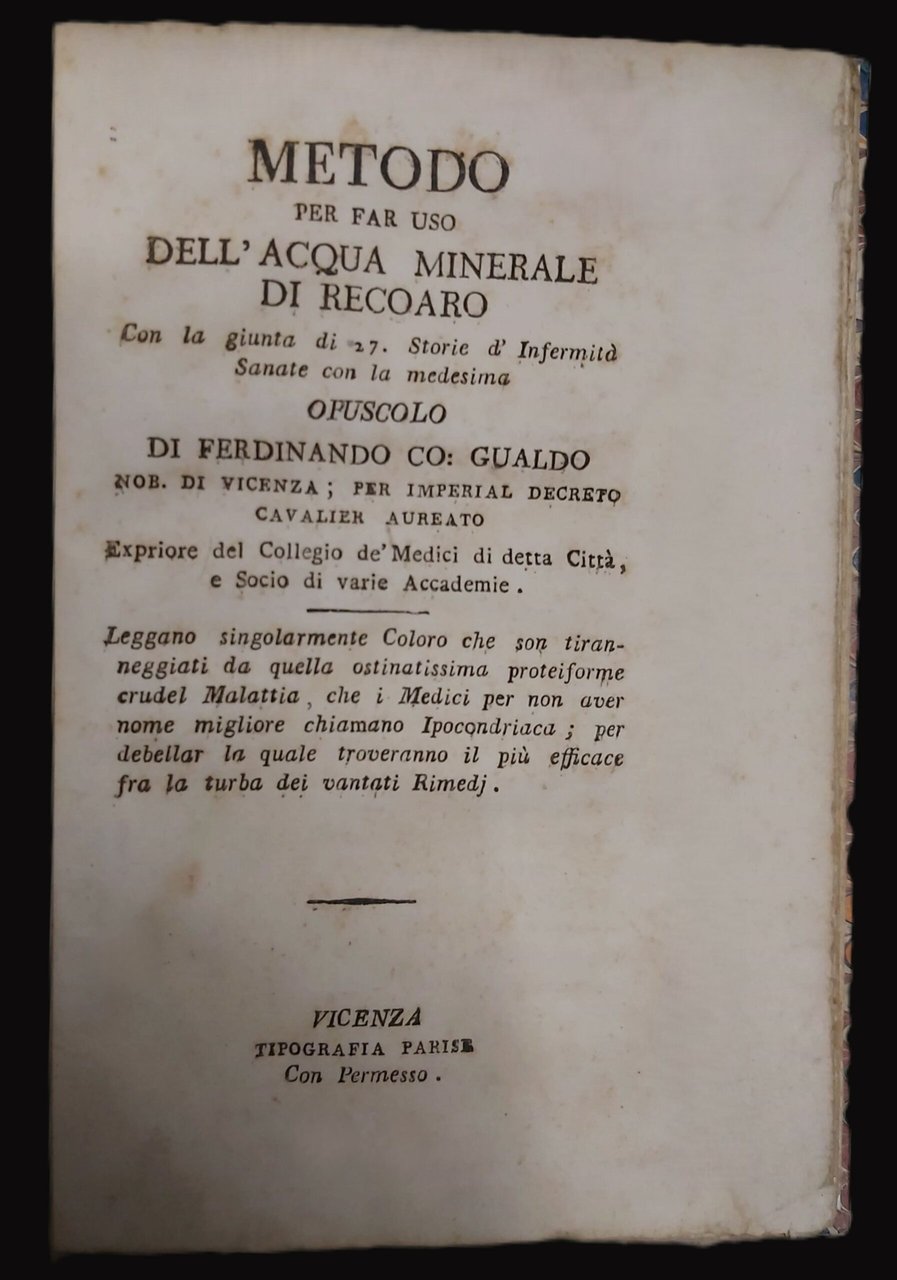 METODO
PER FAR USO
DELL' ACQUA MINERALE
DI RECOARO
Con la giunta di 27. Storie d' Infermità
Sanate con la medesima
OPUSCOLO
DI FERDINANDO CO: GUALDO
NOB. DI VICENZA; PER IMPERIAL DECRETO
CAVALIER AUREATO
Expriore del Collegio de' Medici di detta Città,
e Socio di varie Accademie.
Leggano singolarmente Coloro che son tiran-
neggiati da quella ostinatissima proteiforme
crudel Malattia, che i Medici per non aver
nome migliore chiamano Ipocondriaca; per
debellar la quale troveranno il più efficace
fra la turba dei vantati Rimedj.
VICENZA
TIPOGRAFIA PARISE
Con Permesso.